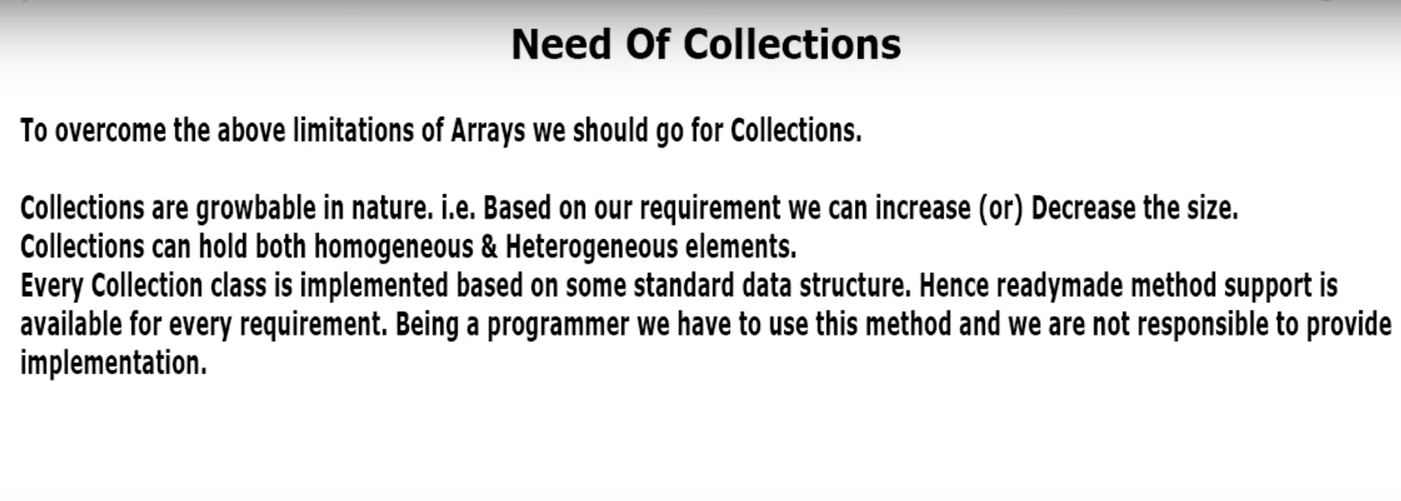 Need Of Collections
To overcome the above limitations of Arrays we should go for Collections.
Collections are growbable in nature. i.e. Based on our requirement we can increase (or) Decrease the size.
Collections can hold both homogeneous & Heterogeneous elements.
Every Collection class is implemented based on some standard data structure. Hence readymade method support is
available for every requirement. Being a programmer we have to use this method and we are not responsible to provide
implementation.